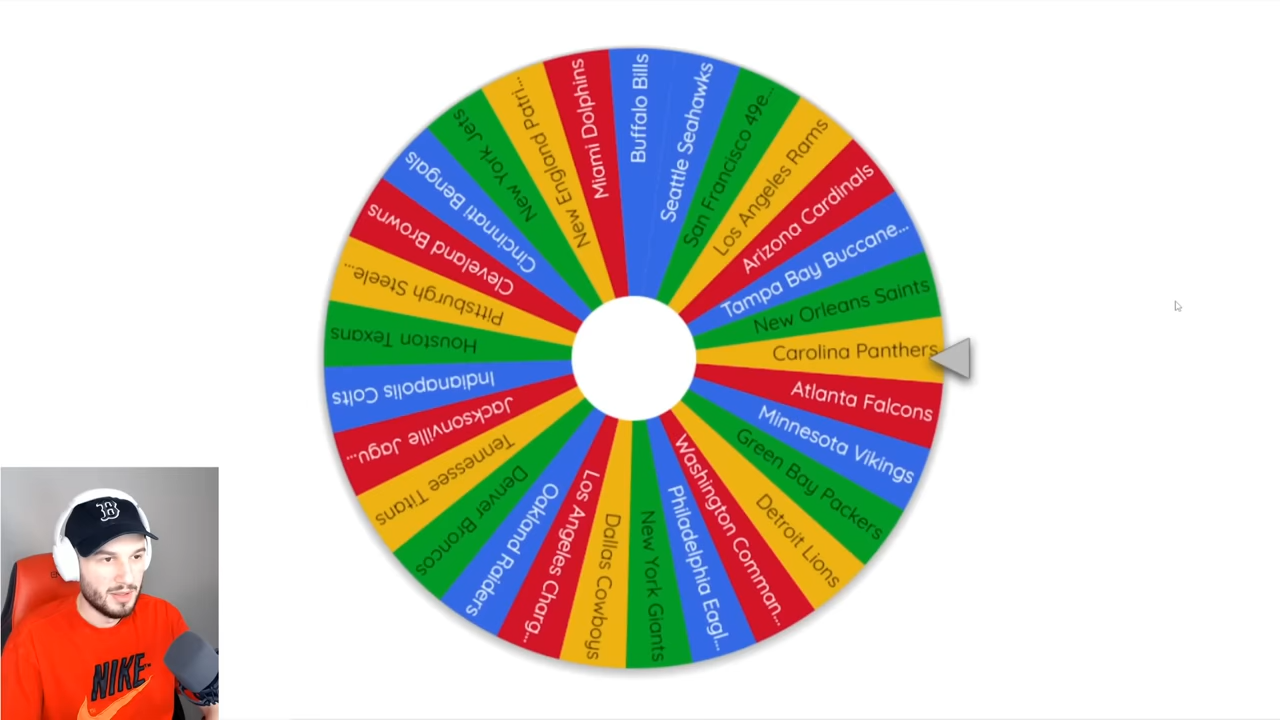 Buffalo Bills
Seattle Seahawks
San Francisco 49e...
Los Angeles Rams
Arizona Cardinals
Tampa Bay Buccane...
New Orleans Saints
Carolina Panthers
Atlanta Falcons
Minnesota Vikings
Green Bay Packers
Detroit Lions
Washington Comman...
Philadelphia Eagl...
New York Giants
Dallas Cowboys
Los Angeles Charg...
Oakland Raiders
Denver Broncos
Tennessee Titans
Jacksonville Jagu...
Indianapolis Colts
Houston Texans
Pittsburgh Steele...
Cleveland Browns
Cincinnati Bengals
New York Jets
New England Patri...
Miami Dolphins
B
NIKE